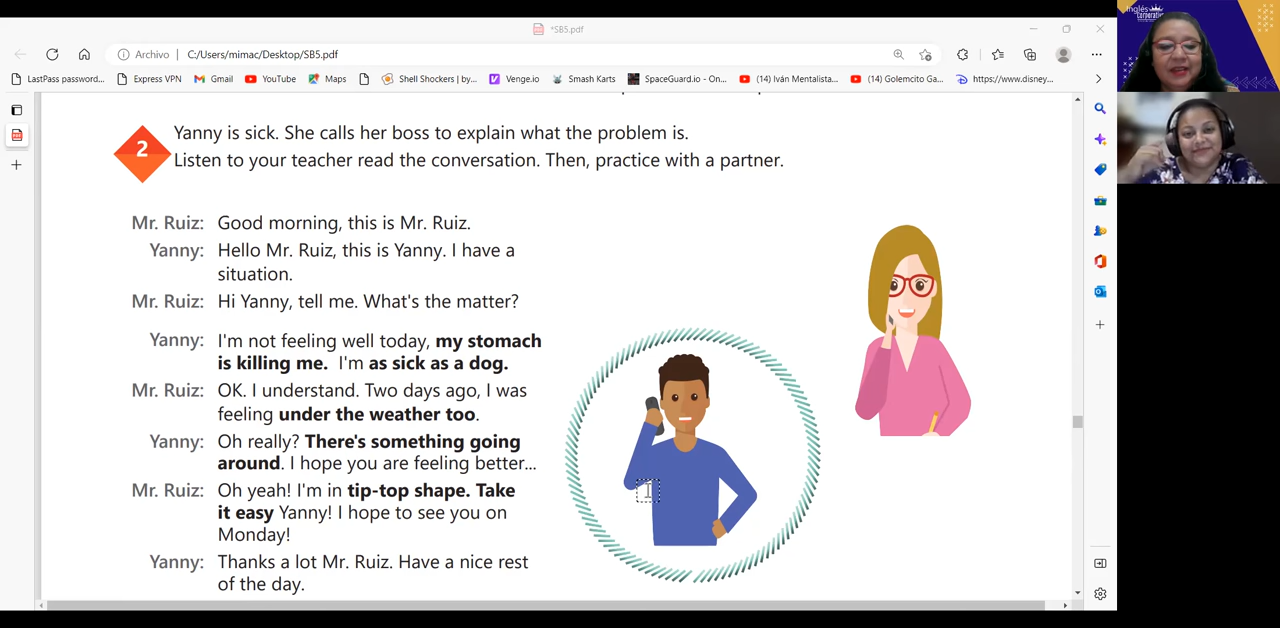 *SB5.pdf
Archivo | C:/Users/mimac/Desktop/SB5.pdf
LastPass password... Express VPN Gmail YouTube Maps Shell Shockers | by... Venge.io Smash Karts SpaceGuard.io - On... (14) Iván Mentalista... (14) Golemcito Ga... https://www.disney...
2
Yanny is sick. She calls her boss to explain what the problem is.
Listen to your teacher read the conversation. Then, practice with a partner.
Mr. Ruiz: Good morning, this is Mr. Ruiz.
Yanny: Hello Mr. Ruiz, this is Yanny. I have a
situation.
Mr. Ruiz: Hi Yanny, tell me. What's the matter?
Yanny: I'm not feeling well today, my stomach
is killing me. I'm as sick as a dog.
Mr. Ruiz: OK. I understand. Two days ago, I was
feeling under the weather too.
Yanny: Oh really? There's something going
around. I hope you are feeling better...
Mr. Ruiz: Oh yeah! I'm in tip-top shape. Take
it easy Yanny! I hope to see you on
Monday!
Yanny: Thanks a lot Mr. Ruiz. Have a nice rest
of the day.
Inglés
Corporativo